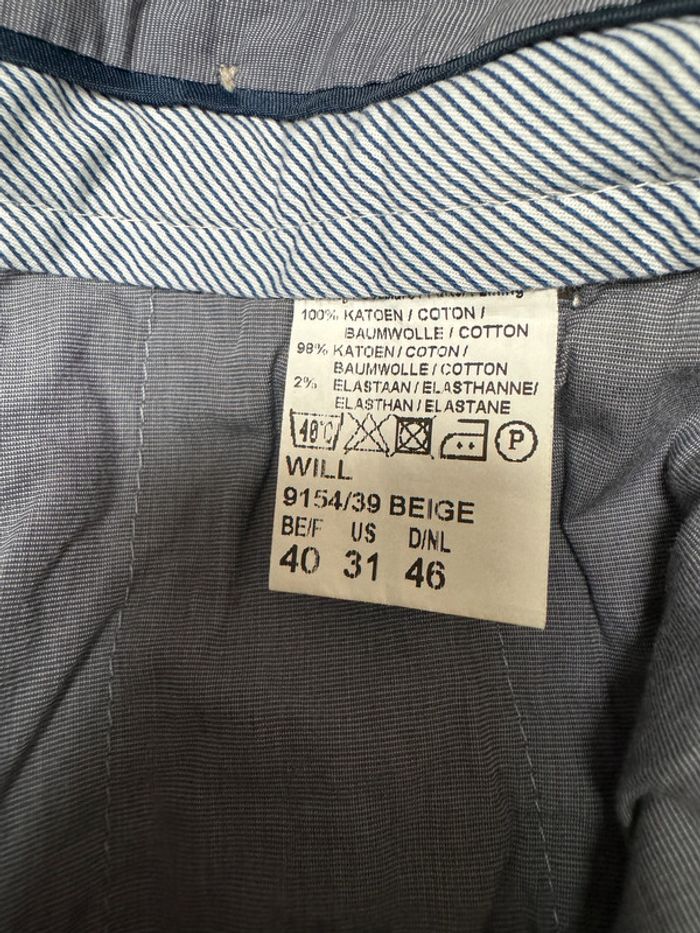 100% KATOEN / COTON /
BAUMWOLLE / COTTON
98% KATOEN / COTON /
BAUMWOLLE / COTTON
2% ELASTAAN / ELASTHANNE /
ELASTHAN / ELASTANE
40°C P
WILL
9154/39 BEIGE
BE/F US D/NL
40 31 46